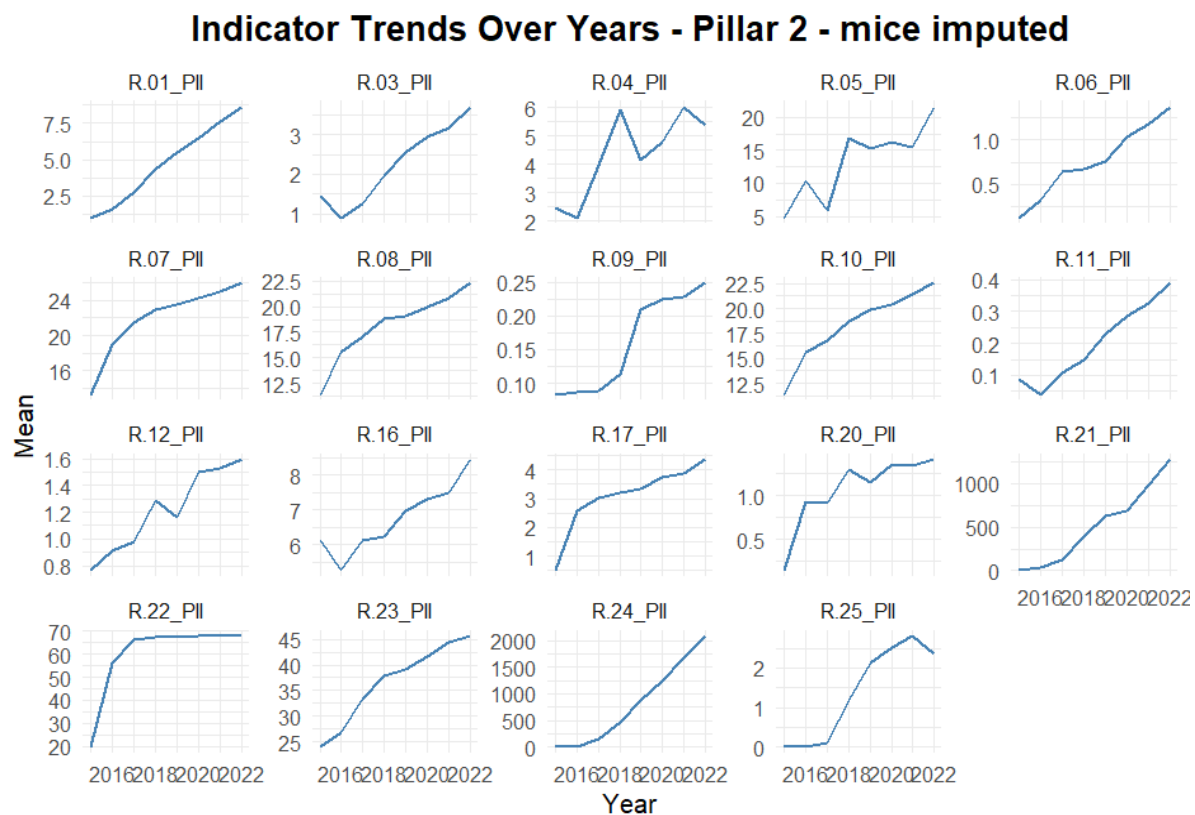 Indicator Trends Over Years - Pillar 2 - mice imputed
R.01_PII R.03_PII R.04_PII R.05_PII R.06_PII
7.5 5.0 2.5
3 2 1
6 5 4 3 2
20 15 10 5
1.0 0.5
R.07_PII R.08_PII R.09_PII R.10_PII R.11_PII
24 20 16
22.5 20.0 17.5 15.0 12.5
0.25 0.20 0.15 0.10
22.5 20.0 17.5 15.0 12.5
0.4 0.3 0.2 0.1
Mean
R.12_PII R.16_PII R.17_PII R.20_PII R.21_PII
1.6 1.4 1.2 1.0 0.8
8 7 6
4 3 2 1
1.0 0.5
1000 500 0
2016 2018 2020 2022
R.22_PII R.23_PII R.24_PII R.25_PII
70 60 50 40 30 20
45 40 35 30 25
2000 1500 1000 500 0
2 1 0
2016 2018 2020 2022 2016 2018 2020 2022 2016 2018 2020 2022 2016 2018 2020 2022
Year